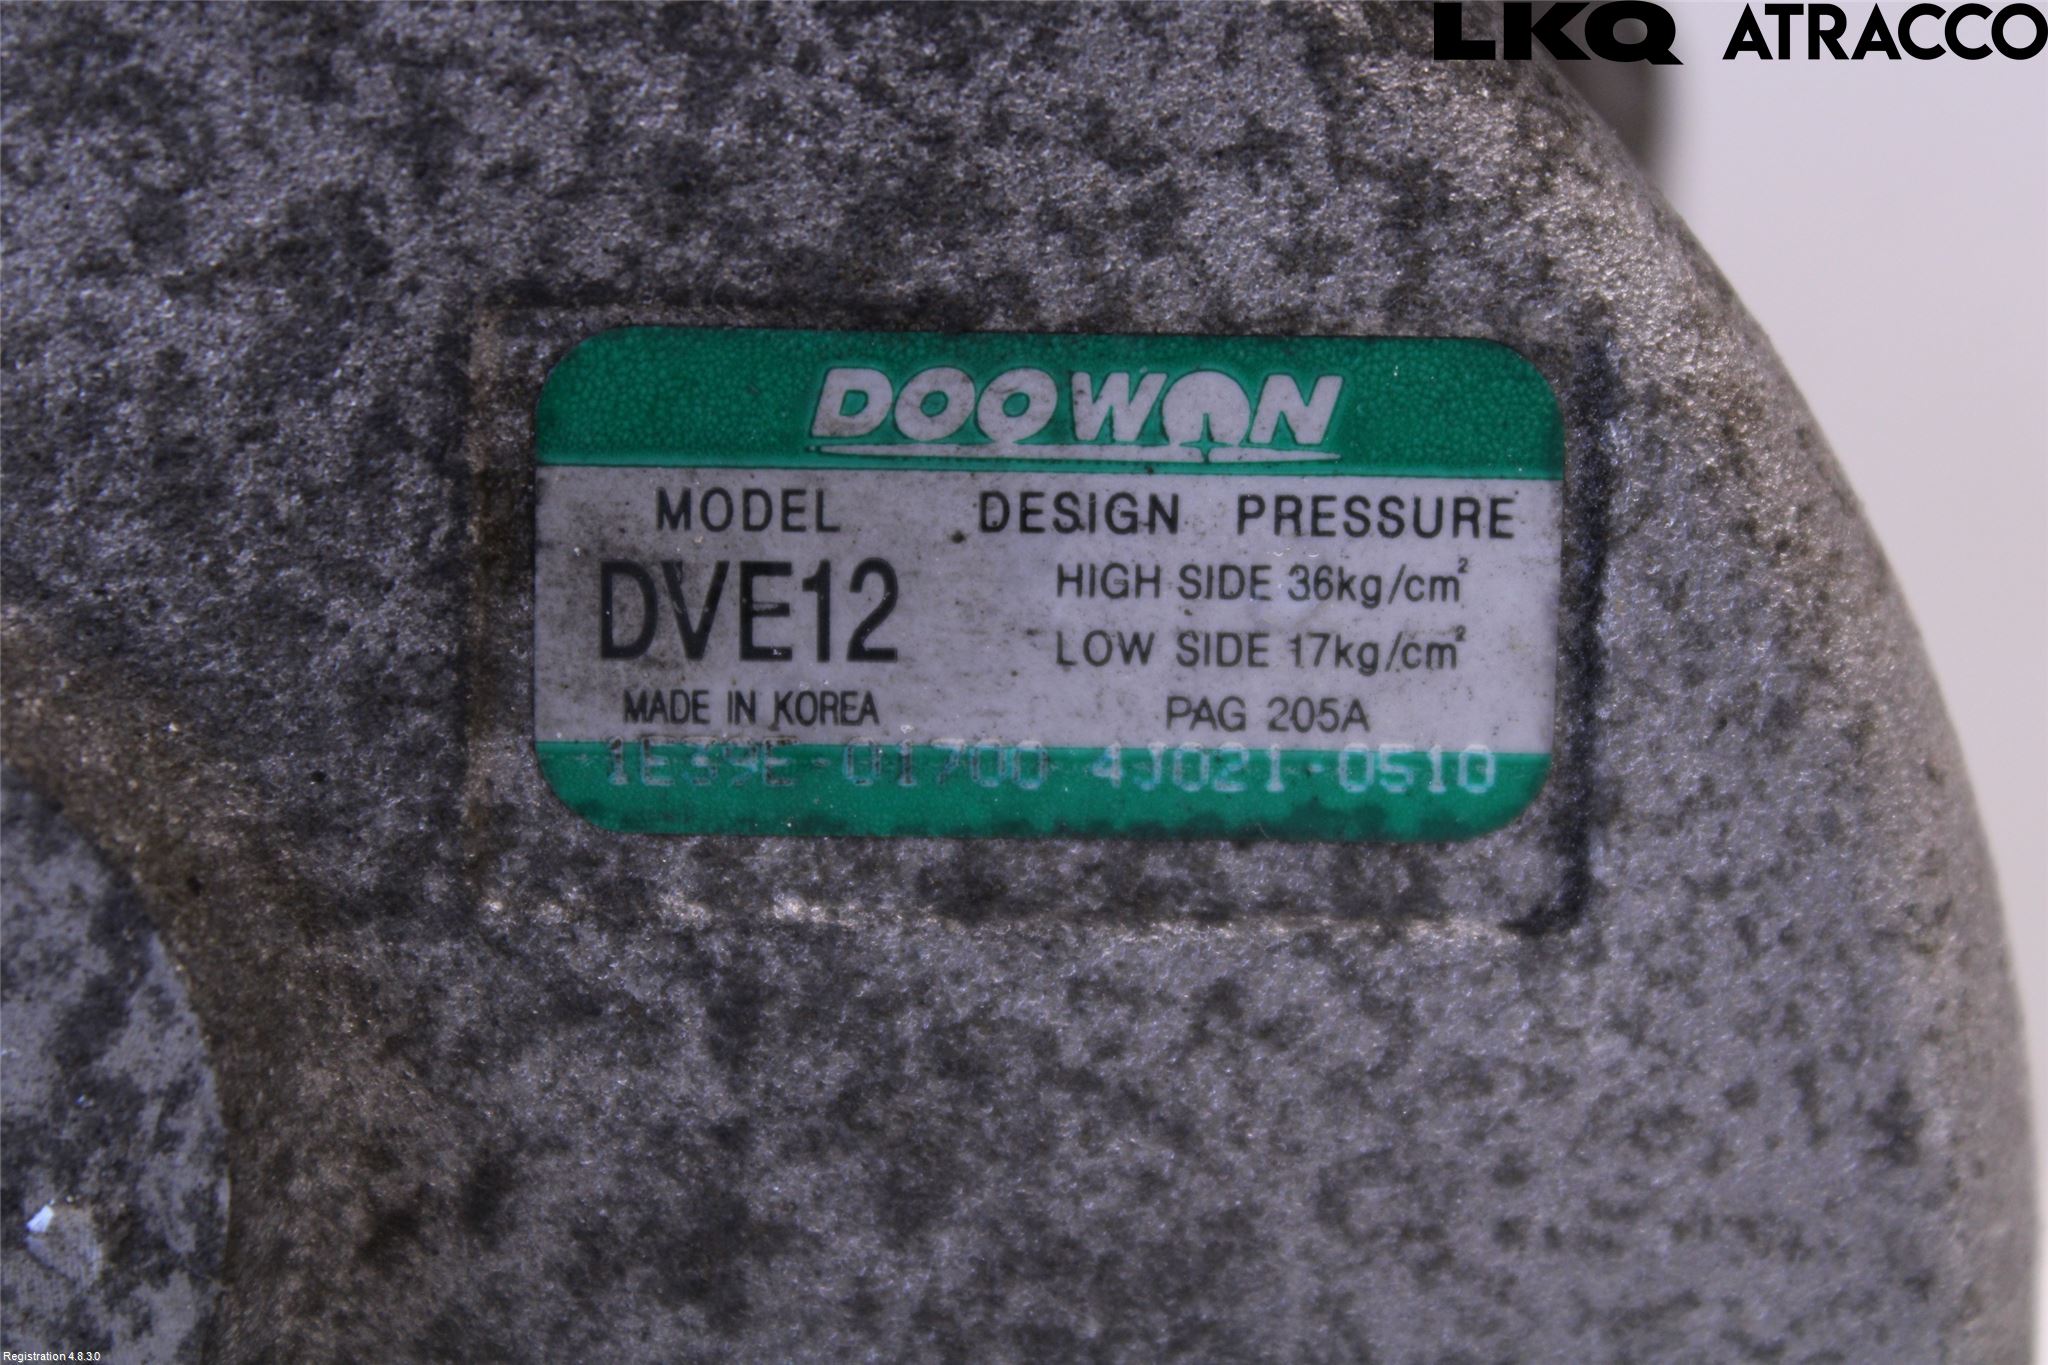 LKQ ATRACCO
DOOWON
MODEL
DVE12
MADE IN KOREA
DESIGN PRESSURE
HIGH SIDE 36kg/cm²
LOW SIDE 17kg/cm²
PAG 205A
1E39E-01700 4J021-0510
Registration 4.8.3.0